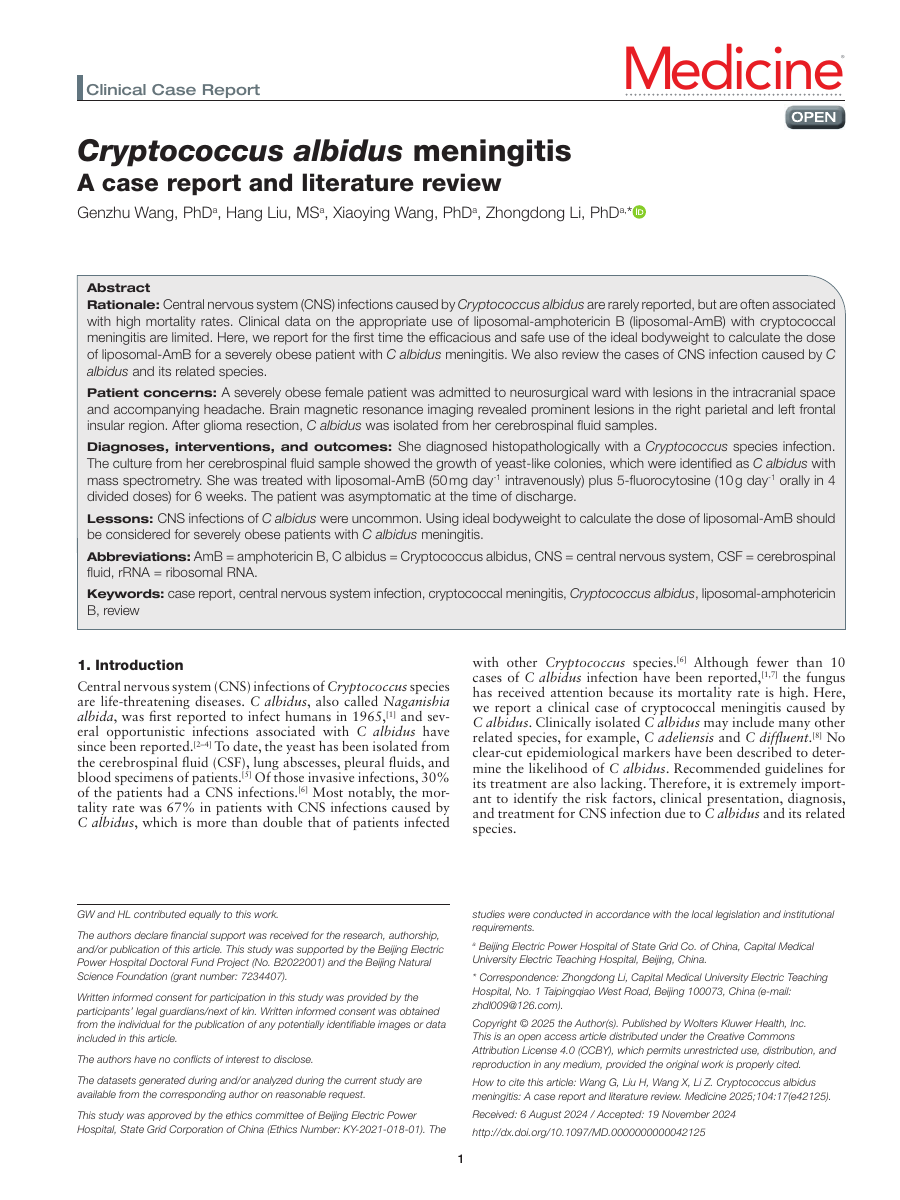 Clinical Case Report
Medicine®
OPEN
Cryptococcus albidus meningitis
A case report and literature review
Genzhu Wang, PhDa, Hang Liu, MSa, Xiaoying Wang, PhDa, Zhongdong Li, PhDa,* iD
Abstract
Rationale: Central nervous system (CNS) infections caused by Cryptococcus albidus are rarely reported, but are often associated
with high mortality rates. Clinical data on the appropriate use of liposomal-amphotericin B (liposomal-AmB) with cryptococcal
meningitis are limited. Here, we report for the first time the efficacious and safe use of the ideal bodyweight to calculate the dose
of liposomal-AmB for a severely obese patient with C albidus meningitis. We also review the cases of CNS infection caused by C
albidus and its related species.
Patient concerns: A severely obese female patient was admitted to neurosurgical ward with lesions in the intracranial space
and accompanying headache. Brain magnetic resonance imaging revealed prominent lesions in the right parietal and left frontal
insular region. After glioma resection, C albidus was isolated from her cerebrospinal fluid samples.
Diagnoses, interventions, and outcomes: She diagnosed histopathologically with a Cryptococcus species infection.
The culture from her cerebrospinal fluid sample showed the growth of yeast-like colonies, which were identified as C albidus with
mass spectrometry. She was treated with liposomal-AmB (50 mg day-1 intravenously) plus 5-fluorocytosine (10 g day-1 orally in 4
divided doses) for 6 weeks. The patient was asymptomatic at the time of discharge.
Lessons: CNS infections of C albidus were uncommon. Using ideal bodyweight to calculate the dose of liposomal-AmB should
be considered for severely obese patients with C albidus meningitis.
Abbreviations: AmB = amphotericin B, C albidus = Cryptococcus albidus, CNS = central nervous system, CSF = cerebrospinal
fluid, rRNA = ribosomal RNA.
Keywords: case report, central nervous system infection, cryptococcal meningitis, Cryptococcus albidus, liposomal-amphotericin
B, review
1. Introduction
Central nervous system (CNS) infections of Cryptococcus species
are life-threatening diseases. C albidus, also called Naganishia
albida, was first reported to infect humans in 1965,[1] and sev-
eral opportunistic infections associated with C albidus have
since been reported.[2–4] To date, the yeast has been isolated from
the cerebrospinal fluid (CSF), lung abscesses, pleural fluids, and
blood specimens of patients.[5] Of those invasive infections, 30%
of the patients had a CNS infections.[6] Most notably, the mor-
tality rate was 67% in patients with CNS infections caused by
C albidus, which is more than double that of patients infected
with other Cryptococcus species.[6] Although fewer than 10
cases of C albidus infection have been reported,[1,7] the fungus
has received attention because its mortality rate is high. Here,
we report a clinical case of cryptococcal meningitis caused by
C albidus. Clinically isolated C albidus may include many other
related species, for example, C adeliensis and C diffluent.[8] No
clear-cut epidemiological markers have been described to deter-
mine the likelihood of C albidus. Recommended guidelines for
its treatment are also lacking. Therefore, it is extremely import-
ant to identify the risk factors, clinical presentation, diagnosis,
and treatment for CNS infection due to C albidus and its related
species.
GW and HL contributed equally to this work.
The authors declare financial support was received for the research, authorship,
and/or publication of this article. This study was supported by the Beijing Electric
Power Hospital Doctoral Fund Project (No. B2022001) and the Beijing Natural
Science Foundation (grant number: 7234407).
Written informed consent for participation in this study was provided by the
participants' legal guardians/next of kin. Written informed consent was obtained
from the individual for the publication of any potentially identifiable images or data
included in this article.
The authors have no conflicts of interest to disclose.
The datasets generated during and/or analyzed during the current study are
available from the corresponding author on reasonable request.
This study was approved by the ethics committee of Beijing Electric Power
Hospital, State Grid Corporation of China (Ethics Number: KY-2021-018-01). The
studies were conducted in accordance with the local legislation and institutional
requirements.
a Beijing Electric Power Hospital of State Grid Co. of China, Capital Medical
University Electric Teaching Hospital, Beijing, China.
* Correspondence: Zhongdong Li, Capital Medical University Electric Teaching
Hospital, No. 1 Taipingqiao West Road, Beijing 100073, China (e-mail:
zhdl009@126.com).
Copyright © 2025 the Author(s). Published by Wolters Kluwer Health, Inc.
This is an open access article distributed under the Creative Commons
Attribution License 4.0 (CCBY), which permits unrestricted use, distribution, and
reproduction in any medium, provided the original work is properly cited.
How to cite this article: Wang G, Liu H, Wang X, Li Z. Cryptococcus albidus
meningitis: A case report and literature review. Medicine 2025;104:17(e42125).
Received: 6 August 2024 / Accepted: 19 November 2024
http://dx.doi.org/10.1097/MD.0000000000042125
1